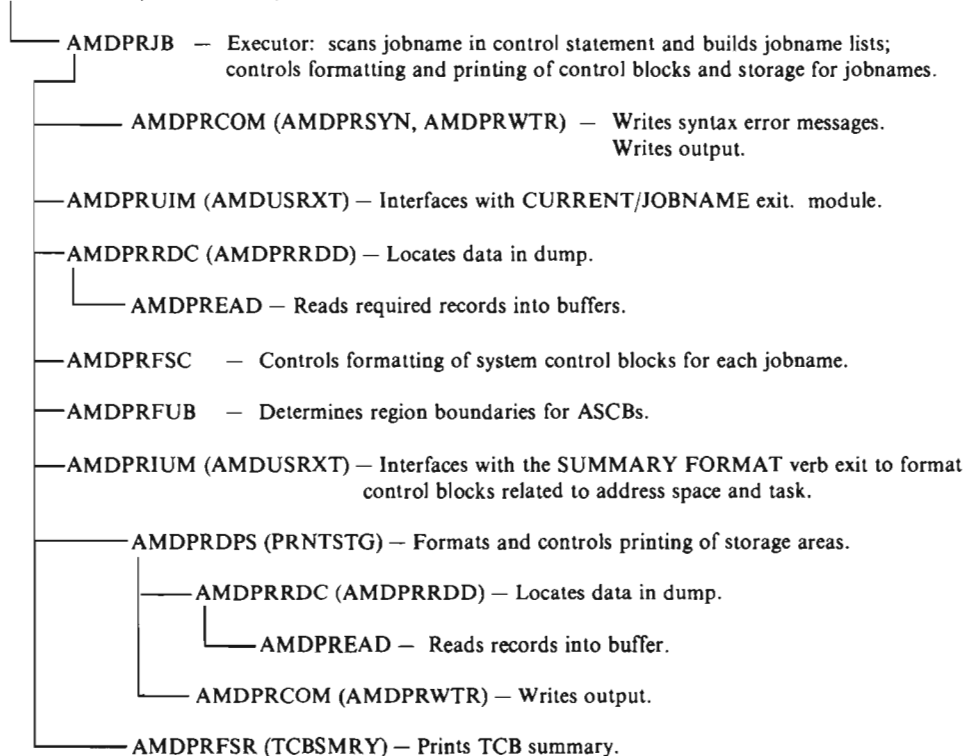 AMDPRJB — Executor: scans jobname in control statement and builds jobname lists;
controls formatting and printing of control blocks and storage for jobnames.
AMDPRCOM (AMDPRSYN, AMDPRWTR) — Writes syntax error messages.
Writes output.
AMDPRUIM (AMDUSRXT) — Interfaces with CURRENT/JOBNAME exit. module.
AMDPRRDC (AMDPRRDD) — Locates data in dump.
AMDPREAD — Reads required records into buffers.
AMDPRFSC — Controls formatting of system control blocks for each jobname.
AMDPRFUB — Determines region boundaries for ASCBs.
AMDPRIUM (AMDUSRXT) — Interfaces with the SUMMARY FORMAT verb exit to format
control blocks related to address space and task.
AMDPRDPS (PRNTSTG) — Formats and controls printing of storage areas.
AMDPRRDC (AMDPRRDD) — Locates data in dump.
AMDPREAD — Reads records into buffer.
AMDPRCOM (AMDPRWTR) — Writes output.
AMDPRFSR (TCBSMRY) — Prints TCB summary.